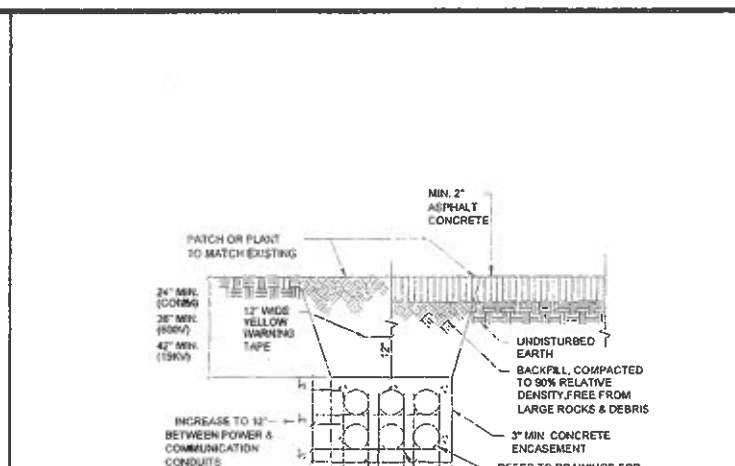 MIN. 2"
ASPHALT
CONCRETE
PATCH OR PLANT
TO MATCH EXISTING
24" MIN.
(COMM)
36" MIN.
(600V)
42" MIN.
(15KV)
12" WIDE
YELLOW
WARNING
TAPE
12"
UNDISTURBED
EARTH
BACKFILL, COMPACTED
TO 90% RELATIVE
DENSITY,FREE FROM
LARGE ROCKS & DEBRIS
INCREASE TO 12"
BETWEEN POWER &
COMMUNICATION
CONDUITS
3" MIN CONCRETE
ENCASEMENT
REFER TO DRAWINGS FOR